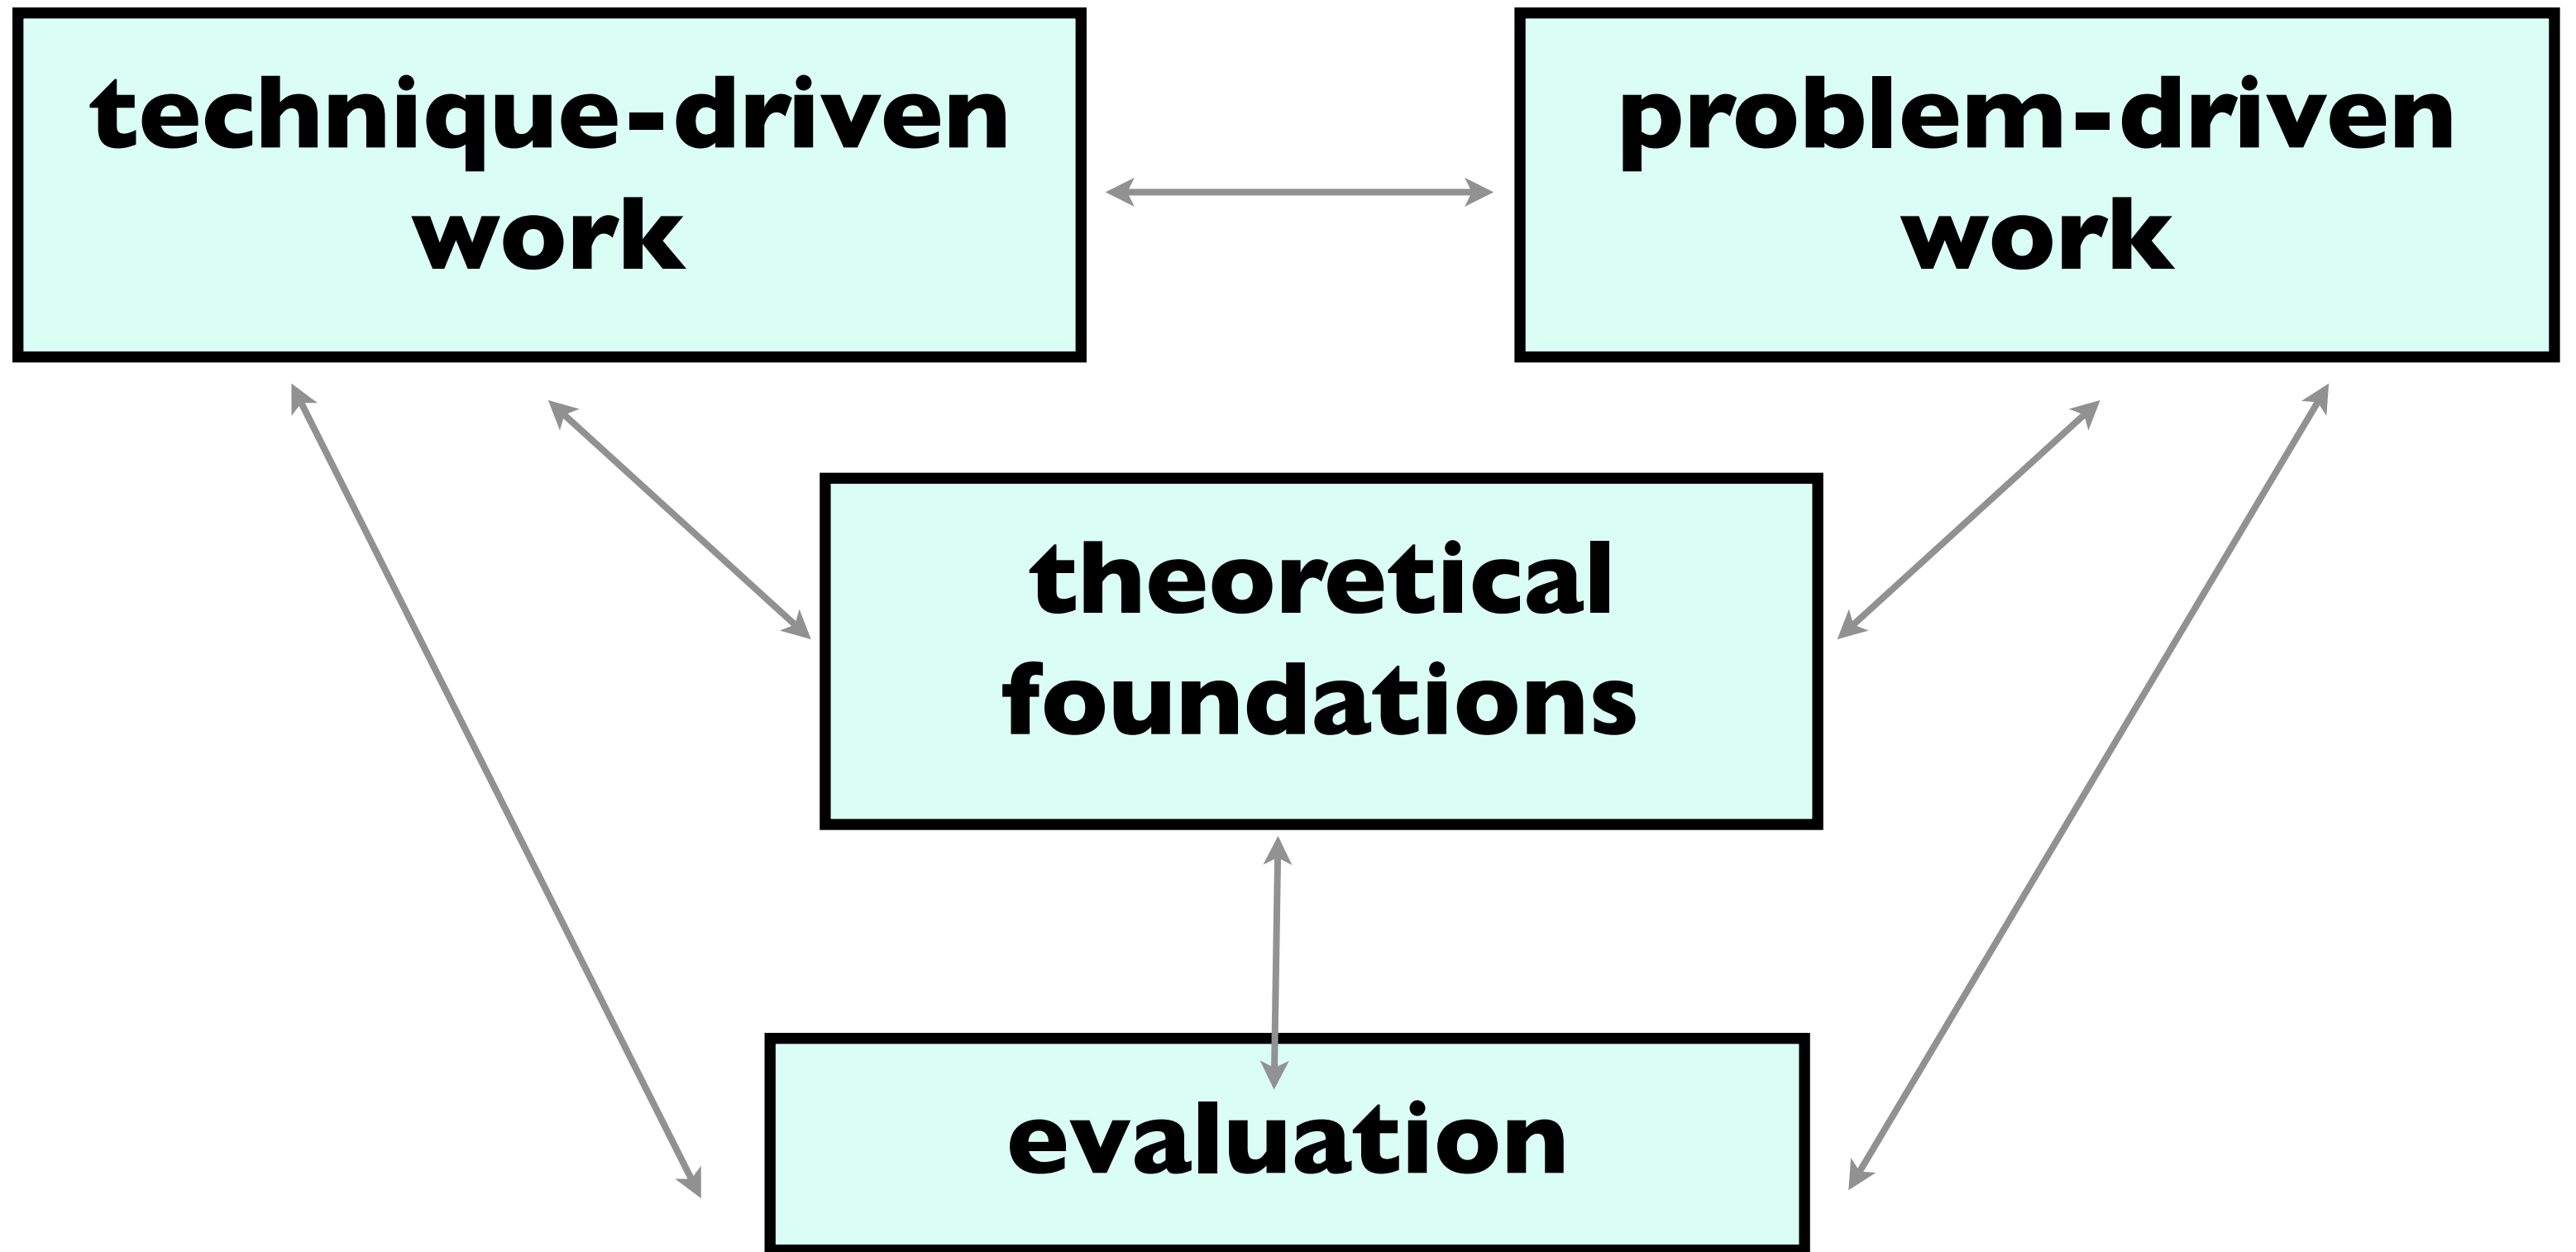 technique-driven
work
problem-driven
work
theoretical
foundations
evaluation